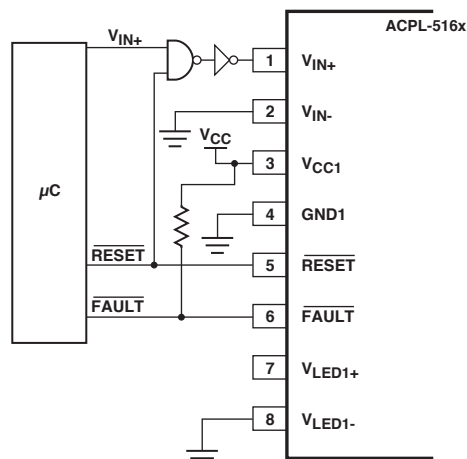 ACPL-516x
V_IN+
1 V_IN+
2 V_IN-
V_CC
3 V_CC1
μC
4 GND1
RESET
5 RESET
FAULT
6 FAULT
7 V_LED1+
8 V_LED1-